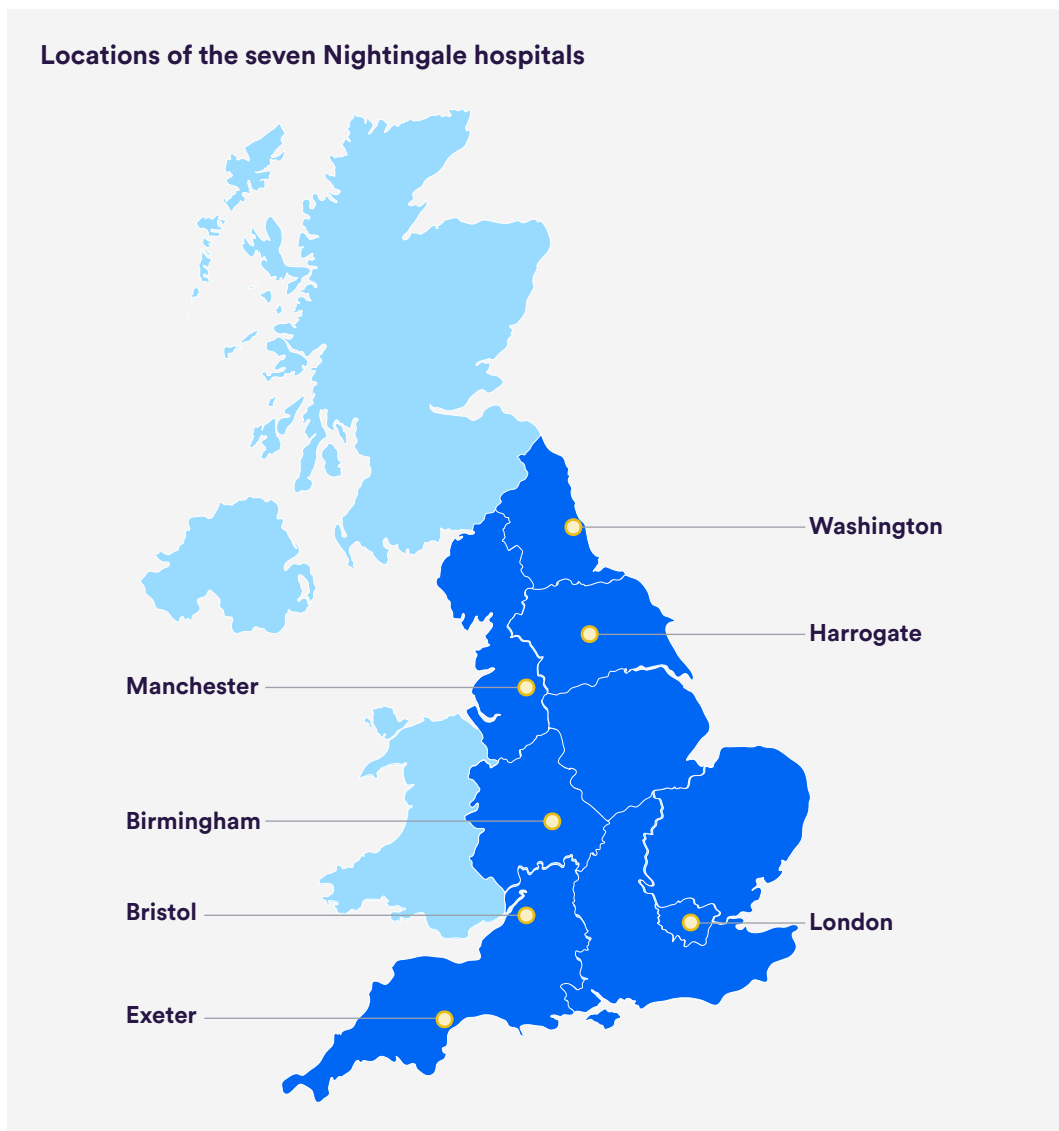 Locations of the seven Nightingale hospitals
Washington
Harrogate
Manchester
Birmingham
Bristol
London
Exeter